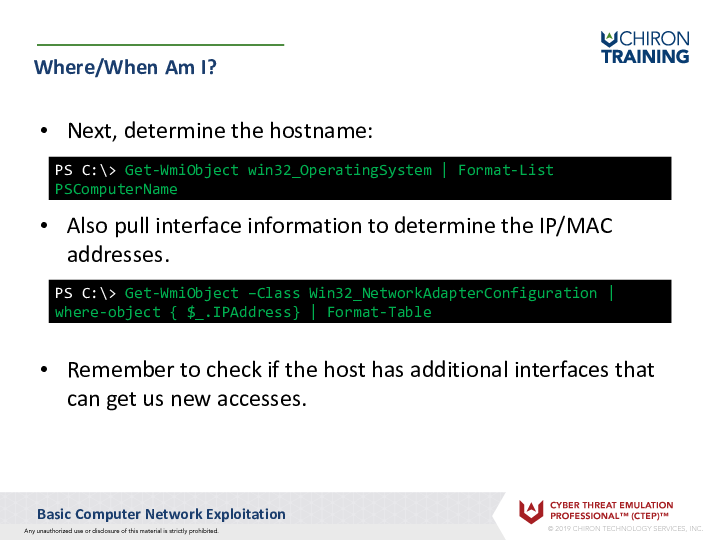 CHIRON
TRAINING
Where/When Am I?
• Next, determine the hostname:
PS C:\> Get-WmiObject win32_OperatingSystem | Format-List
PSComputerName
• Also pull interface information to determine the IP/MAC
addresses.
PS C:\> Get-WmiObject –Class Win32_NetworkAdapterConfiguration |
where-object { $_.IPAddress} | Format-Table
• Remember to check if the host has additional interfaces that
can get us new accesses.
Basic Computer Network Exploitation
CYBER THREAT EMULATION
PROFESSIONAL™ (CTEP)™
Any unauthorized use or disclosure of this material is strictly prohibited.
© 2019 CHIRON TECHNOLOGY SERVICES, INC.